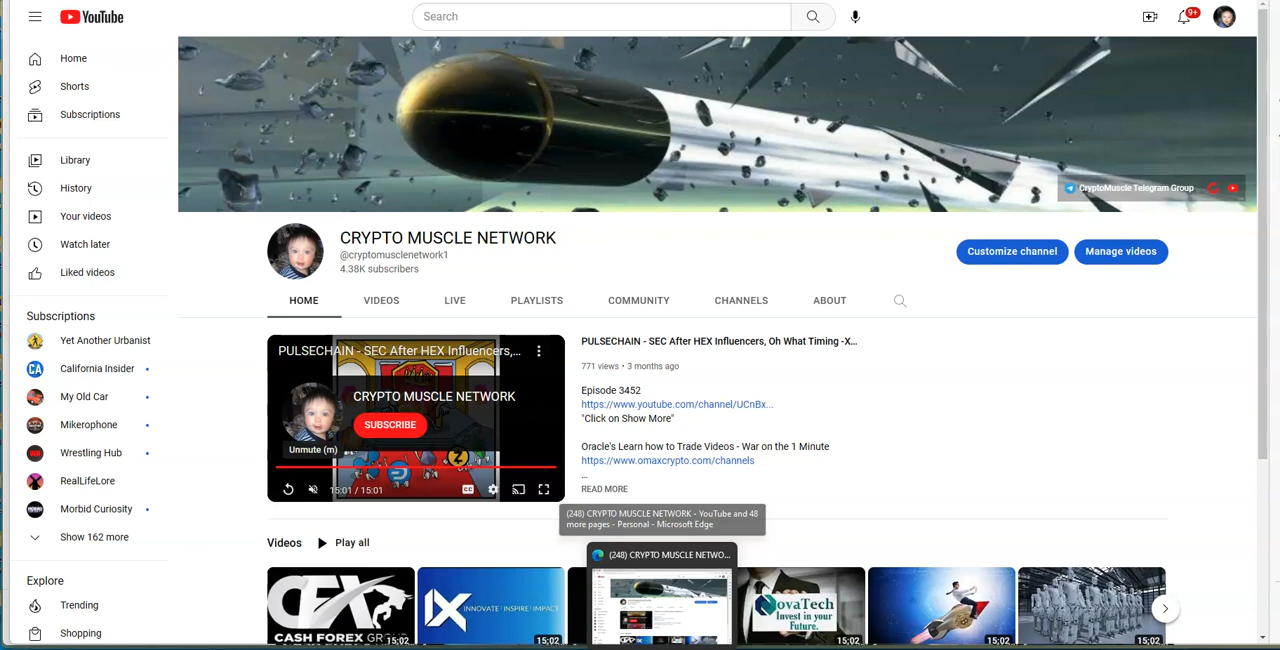 YouTube
Search
9+
Home
Shorts
Subscriptions
Library
History
Your videos
Watch later
Liked videos
Subscriptions
Yet Another Urbanist
California Insider
My Old Car
Mikerophone
Wrestling Hub
RealLifeLore
Morbid Curiosity
Show 162 more
Explore
Trending
Shopping
CryptoMuscle Telegram Group
CRYPTO MUSCLE NETWORK
@cryptomusclenetwork1
4.38K subscribers
Customize channel
Manage videos
HOME
VIDEOS
LIVE
PLAYLISTS
COMMUNITY
CHANNELS
ABOUT
PULSECHAIN - SEC After HEX Influencers,...
CRYPTO MUSCLE NETWORK
SUBSCRIBE
Unmute (m)
15:01 / 15:01
CC
PULSECHAIN - SEC After HEX Influencers, Oh What Timing -X...
771 views • 3 months ago
Episode 3452
https://www.youtube.com/channel/UCnBx...
"Click on Show More"
Oracle's Learn how to Trade Videos - War on the 1 Minute
https://www.omaxcrypto.com/channels
...
READ MORE
(248) CRYPTO MUSCLE NETWORK - YouTube and 48
more pages - Personal - Microsoft Edge
(248) CRYPTO MUSCLE NETWO...
Videos
Play all
CASH FOREX GRO
15:02
IX
INNOVATE | INSPIRE | IMPACT
15:02
NovaTech
Invest in your
Future.
15:02
15:02
15:02